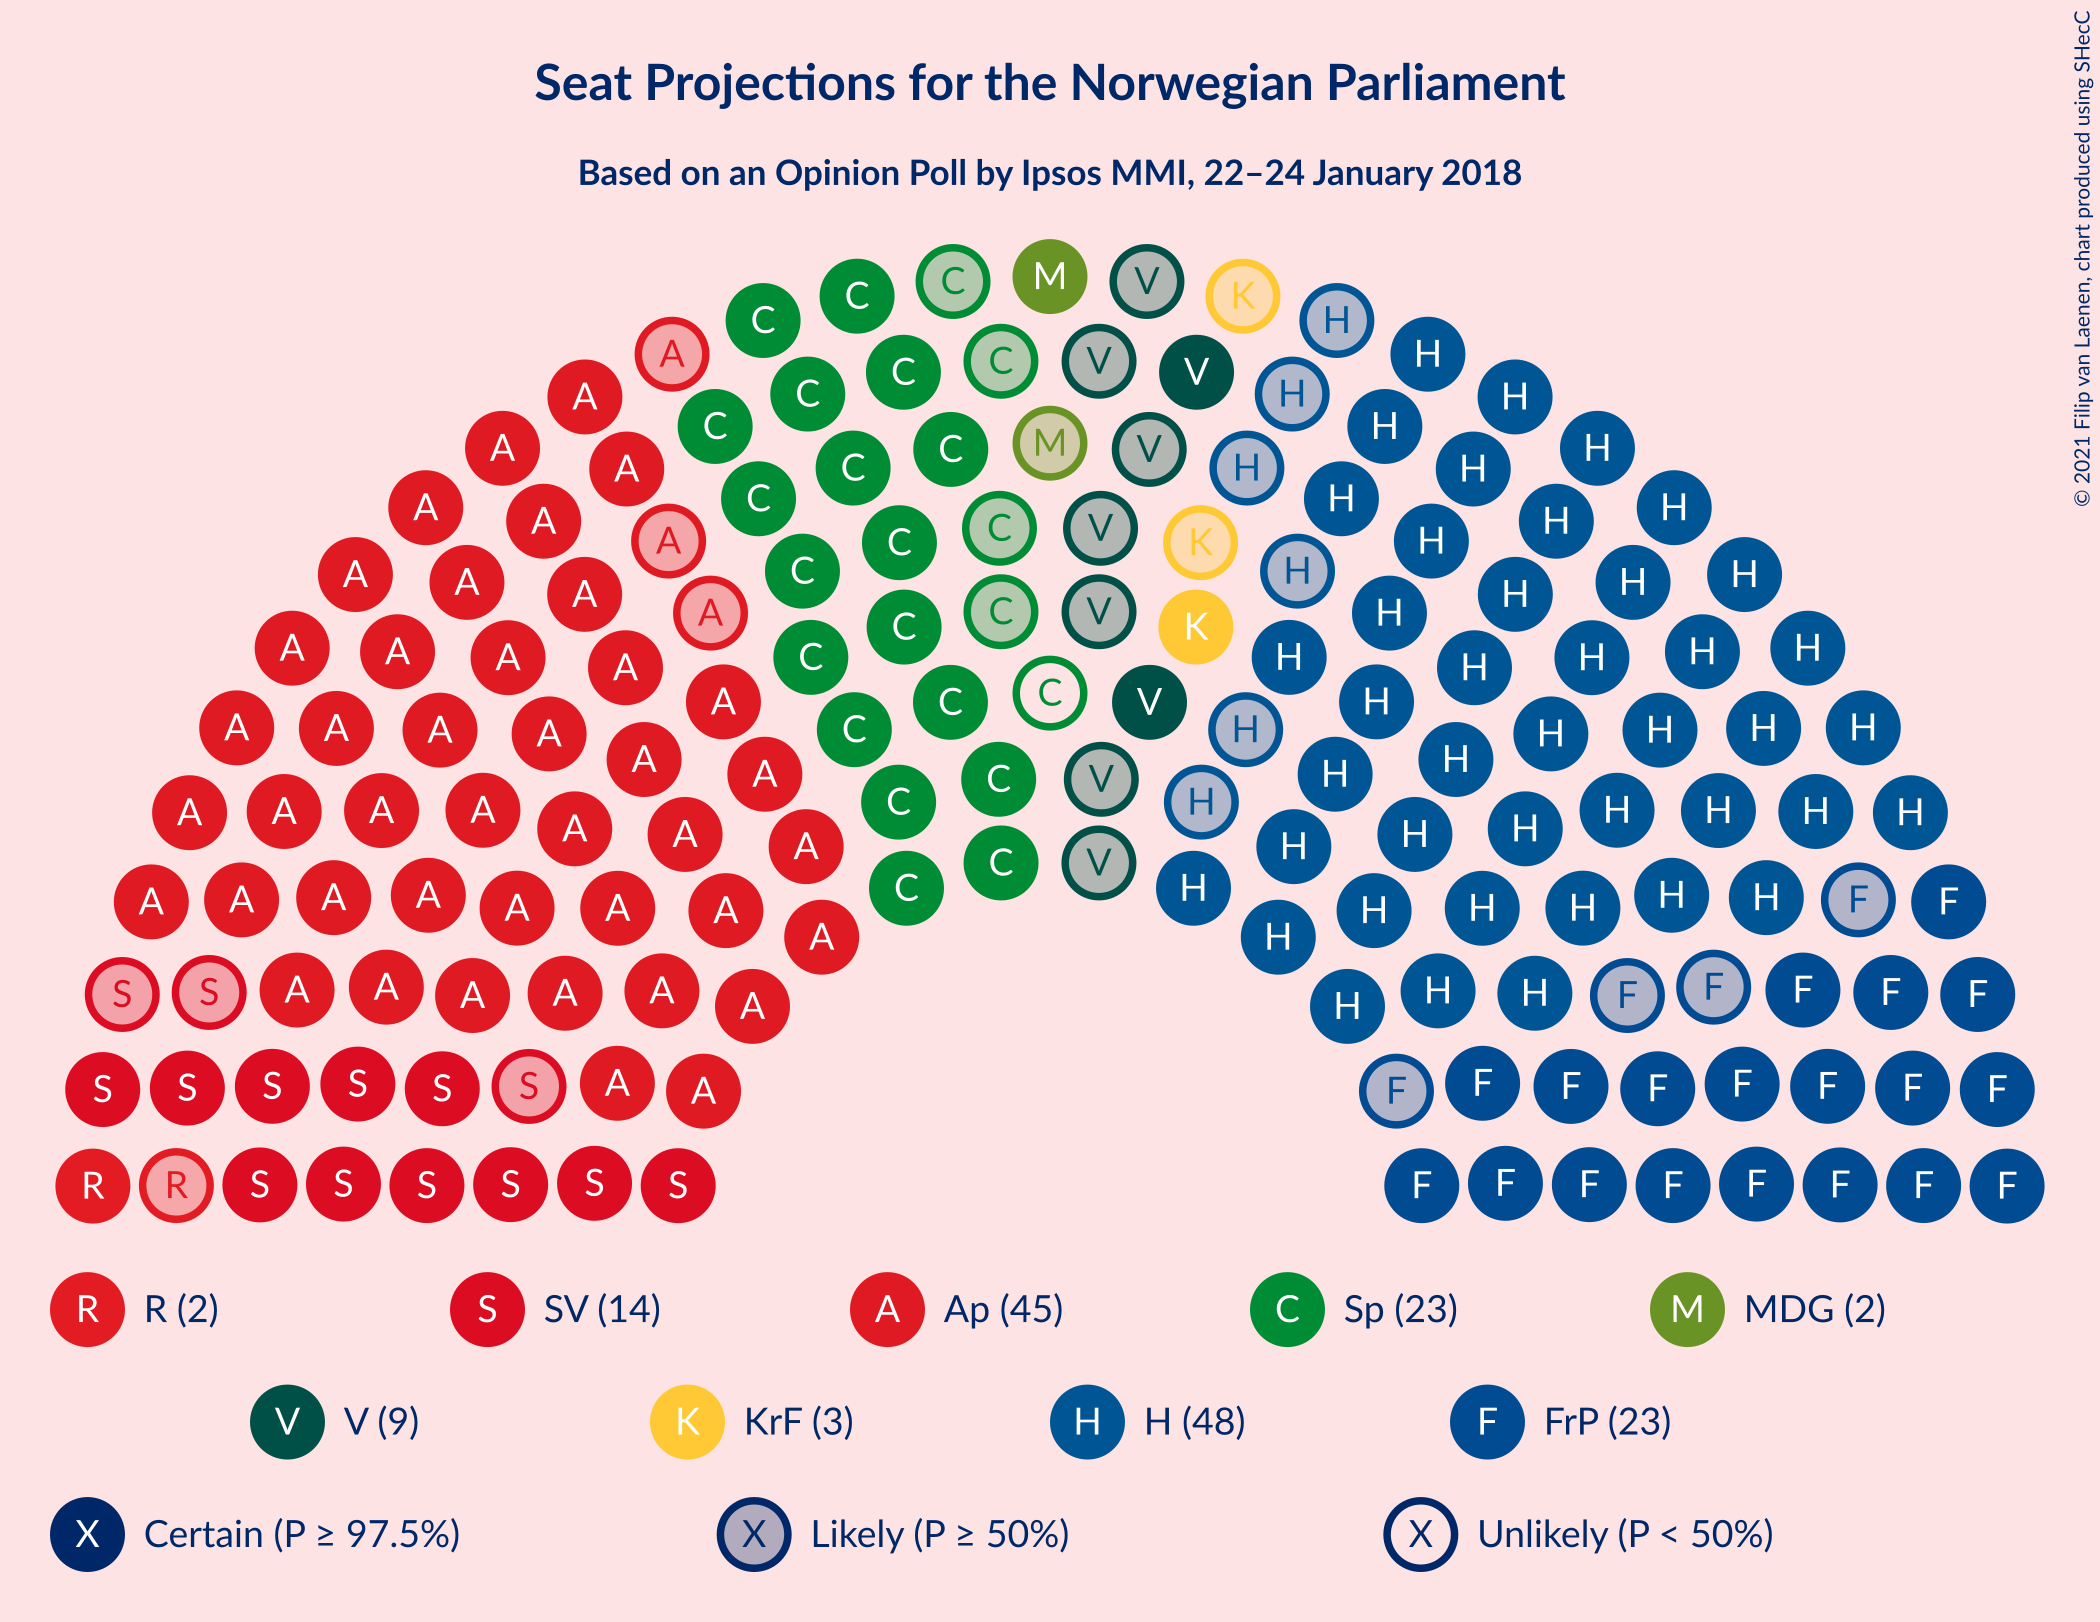 Seat Projections for the Norwegian Parliament
Based on an Opinion Poll by Ipsos MMI, 22–24 January 2018
© 2021 Filip van Laenen, chart produced using SHecC
C C C M V K H
A C C V V H H
A A C C C H H H
A A C C M V H H H
A A C H H H
A A C C V K H H H
A A A C H H H
A A A C V K H H H
A A A A C C H H H H
A A A C V H H H
A A A A A C H H H H H
A A A C C V H H H H
A A A A A A C H H H H H H
A A C C V H H H
A A A A A A A A C H H H H H H F F
S S A A A A A A H H H F F F F F
S S S S S S A A F F F F F F F F
R R S S S S S S F F F F F F F F
R R (2) S SV (14) A Ap (45) C Sp (23) M MDG (2)
V V (9) K KrF (3) H H (48) F FrP (23)
X Certain (P ≥ 97.5%) X Likely (P ≥ 50%) X Unlikely (P < 50%)